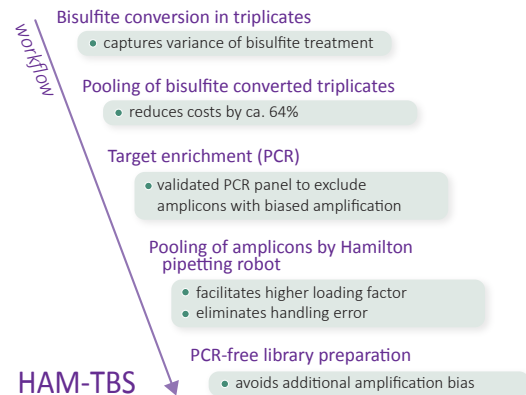 Bisulfite conversion in triplicates
• captures variance of bisulfite treatment
workflow
Pooling of bisulfite converted triplicates
• reduces costs by ca. 64%
Target enrichment (PCR)
• validated PCR panel to exclude
amplicons with biased amplification
Pooling of amplicons by Hamilton
pipetting robot
• facilitates higher loading factor
• eliminates handling error
PCR-free library preparation
• avoids additional amplification bias
HAM-TBS